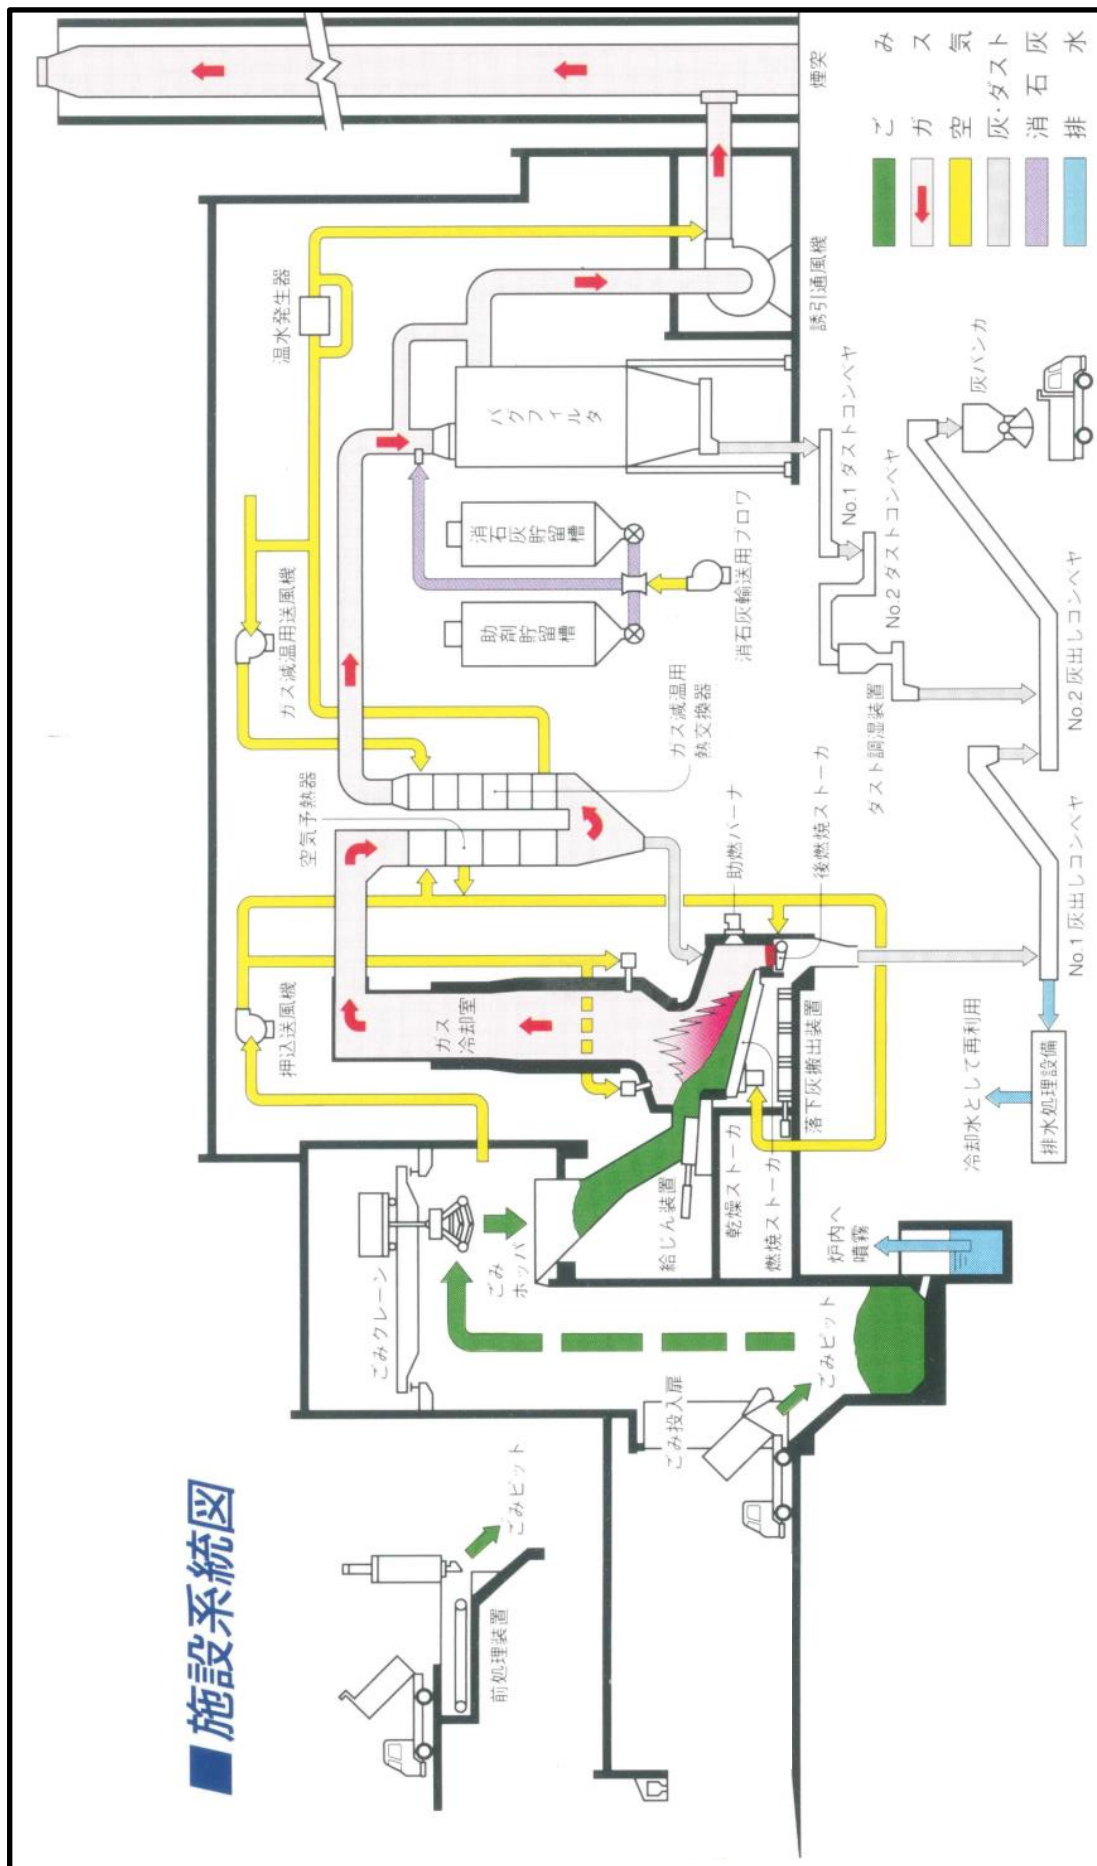 ■施設系統図
前処理装置
ごみピット
ごみ投入扉
ごみピット
ごみクレーン
ごみ
ホッパ
給じん装置
乾燥ストーカ
燃焼ストーカ
落下灰搬出装置
炉内へ
噴霧
押込送風機
ガス
冷却室
空気予熱器
助燃バーナ
後燃焼ストーカ
ガス減温用
熱交換器
ガス減温用送風機
温水発生器
助剤貯留槽
消石灰貯留槽
消石灰輸送用ブロワ
バグフィルタ
誘引通風機
煙突
No.1 ダストコンベヤ
No.2 ダストコンベヤ
ダスト調湿装置
No.1 灰出しコンベヤ
No.2 灰出しコンベヤ
灰バンカ
冷却水として再利用
排水処理設備
ごみ
ガス
空気
灰・ダスト
消石灰
排水